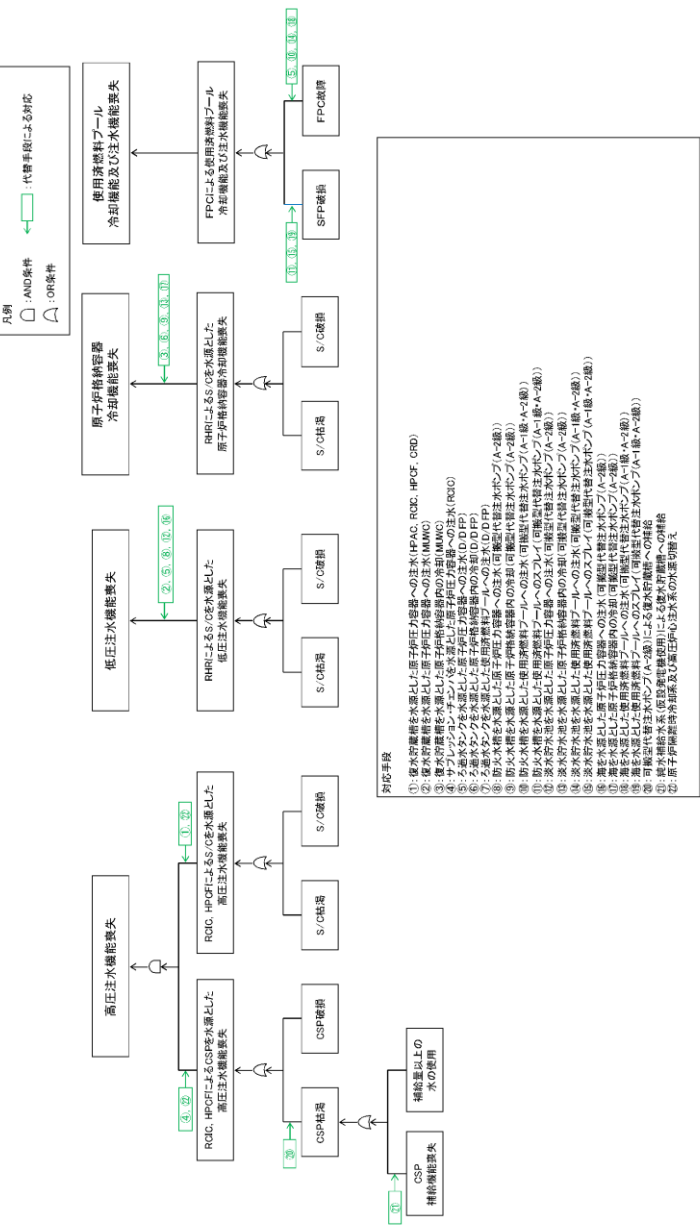 凡例
:AND条件
:OR条件
:代替手段による対応
高圧注水機能喪失
④, ㉒
①, ㉒
RCIC, HPCFによるCSPを水源とした
高圧注水機能喪失
RCIC, HPCFによるS/Cを水源とした
高圧注水機能喪失
⑳
CSP枯渇
CSP破損
S/C枯渇
S/C破損
㉑
CSP
補給機能喪失
補給量以上の
水の使用
低圧注水機能喪失
②, ⑤, ⑧, ⑫, ⑯
RHRによるS/Cを水源とした
低圧注水機能喪失
S/C枯渇
S/C破損
原子炉格納容器
冷却機能喪失
③, ⑥, ⑨, ⑬, ⑰
RHRによるS/Cを水源とした
原子炉格納容器冷却機能喪失
S/C枯渇
S/C破損
使用済燃料プール
冷却機能及び注水機能喪失
FPCによる使用済燃料プール
冷却機能及び注水機能喪失
SFP破損
FPC故障
対応手段
①:復水貯蔵槽を水源とした原子炉圧力容器への注水(HPAC, RCIC, HPCF, CRD)
②:復水貯蔵槽を水源とした原子炉圧力容器への注水(MUWC)
③:復水貯蔵槽を水源とした原子炉格納容器内の冷却(MUWC)
④:サプレッション・チェンバを水源とした原子炉圧力容器への注水(RCIC)
⑤:ろ過水タンクを水源とした原子炉圧力容器への注水(D/DFP)
⑥:ろ過水タンクを水源とした原子炉格納容器内の冷却(D/DFP)
⑦:ろ過水タンクを水源とした使用済燃料プールへの注水(D/DFP)
⑧:防火水槽を水源とした原子炉圧力容器への注水(可搬型代替注水ポンプ(A-2級))
⑨:防火水槽を水源とした原子炉格納容器内の冷却(可搬型代替注水ポンプ(A-2級))
⑩:防火水槽を水源とした使用済燃料プールへの注水(可搬型代替注水ポンプ(A-1級・A-2級))
⑪:防火水槽を水源とした使用済燃料プールへのスプレイ(可搬型代替注水ポンプ(A-1級・A-2級))
⑫:淡水貯水池を水源とした原子炉圧力容器への注水(可搬型代替注水ポンプ(A-2級))
⑬:淡水貯水池を水源とした原子炉格納容器内の冷却(可搬型代替注水ポンプ(A-2級))
⑭:淡水貯水池を水源とした使用済燃料プールへの注水(可搬型代替注水ポンプ(A-1級・A-2級))
⑮:淡水貯水池を水源とした使用済燃料プールへのスプレイ(可搬型代替注水ポンプ(A-1級・A-2級))
⑯:海を水源とした原子炉圧力容器への注水(可搬型代替注水ポンプ(A-2級))
⑰:海を水源とした原子炉格納容器内の冷却(可搬型代替注水ポンプ(A-2級))
⑱:海を水源とした使用済燃料プールへの注水(可搬型代替注水ポンプ(A-1級・A-2級))
⑲:海を水源とした使用済燃料プールへのスプレイ(可搬型代替注水ポンプ(A-1級・A-2級))
⑳:可搬型代替注水ポンプ(A-2級)による復水貯蔵槽への補給
㉑:純水補給水系(仮設発電機使用)による復水貯蔵槽への補給
㉒:原子炉隔離時冷却系及び高圧炉心注水系の水源切替え